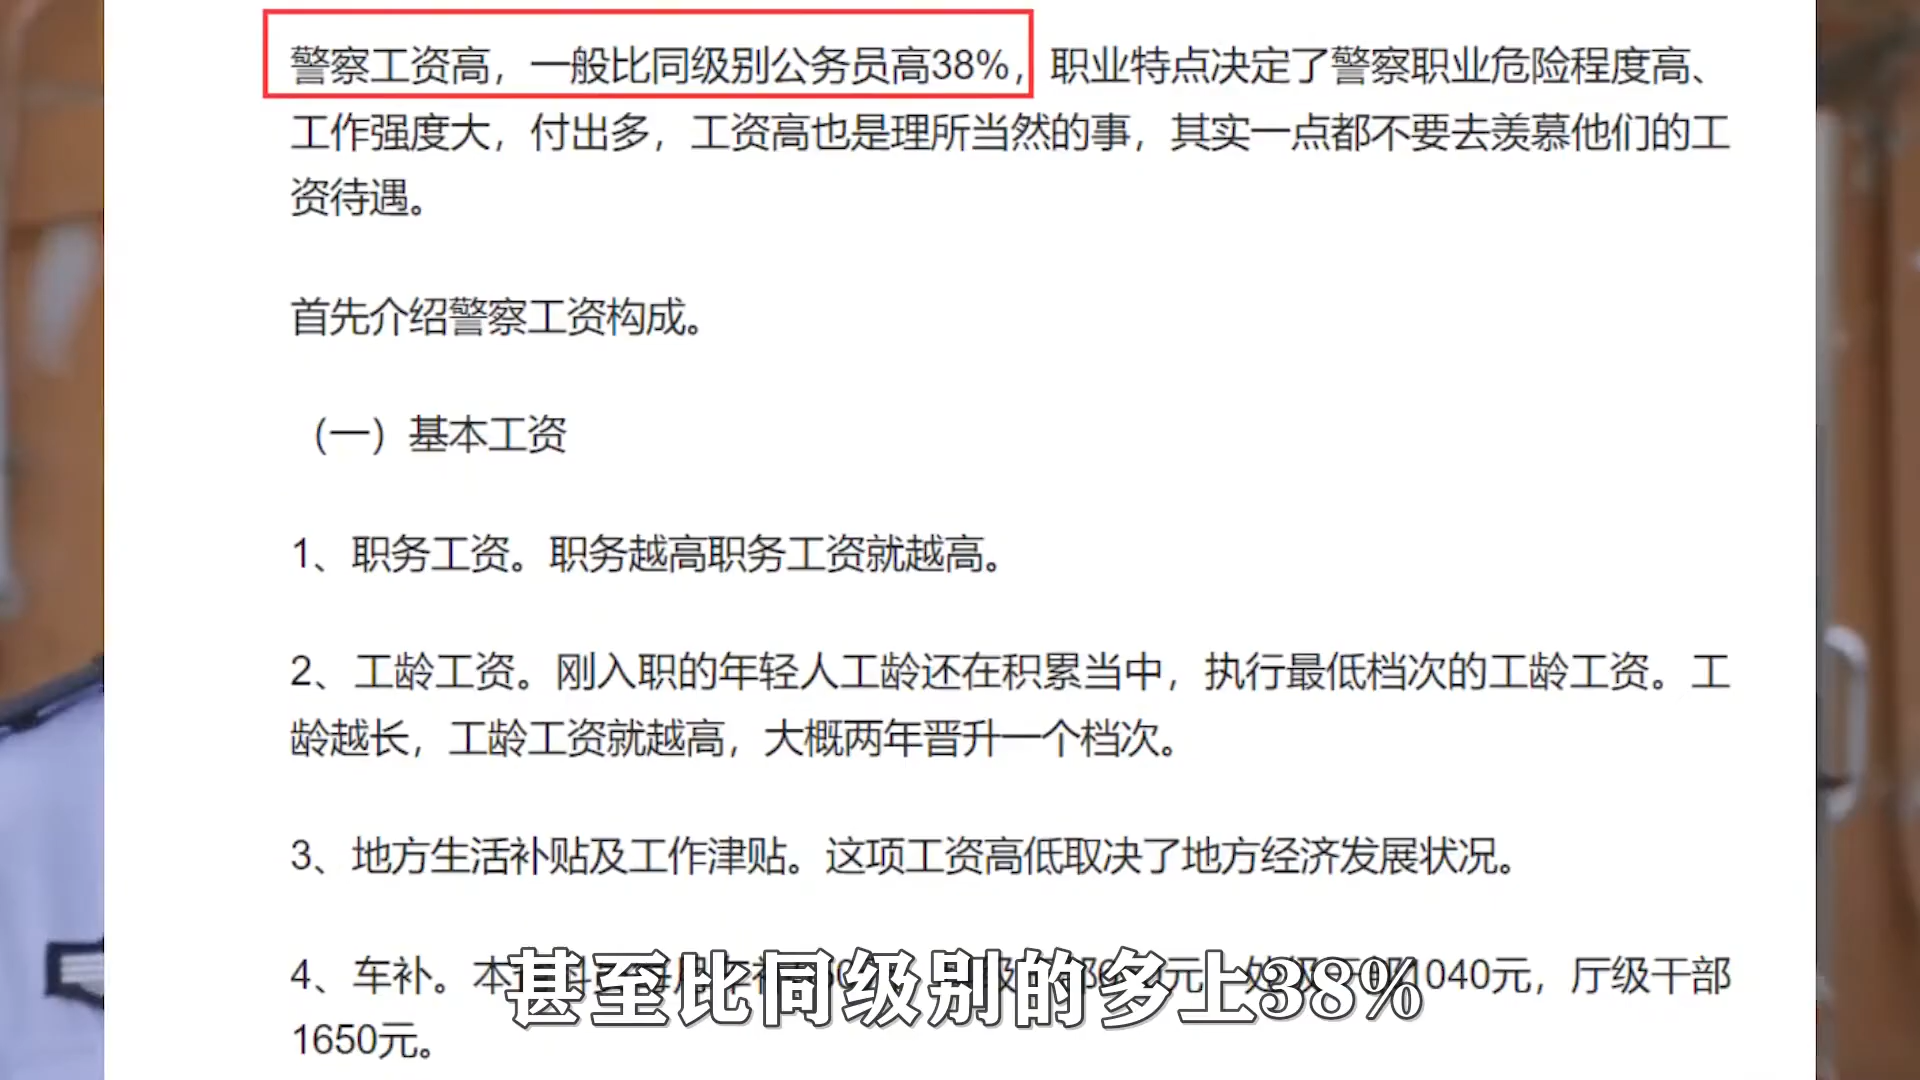 警察工资高，一般比同级别公务员高38%，职业特点决定了警察职业危险程度高、
工作强度大，付出多，工资高也是理所当然的事，其实一点都不要去羡慕他们的工
资待遇。
首先介绍警察工资构成。
（一）基本工资
1、职务工资。职务越高职务工资就越高。
2、工龄工资。刚入职的年轻人工龄还在积累当中，执行最低档次的工龄工资。工
龄越长，工龄工资就越高，大概两年晋升一个档次。
3、地方生活补贴及工作津贴。这项工资高低取决了地方经济发展状况。
4、车补。本 1040元，厅级干部
1650元。
甚至比同级别的多上38%